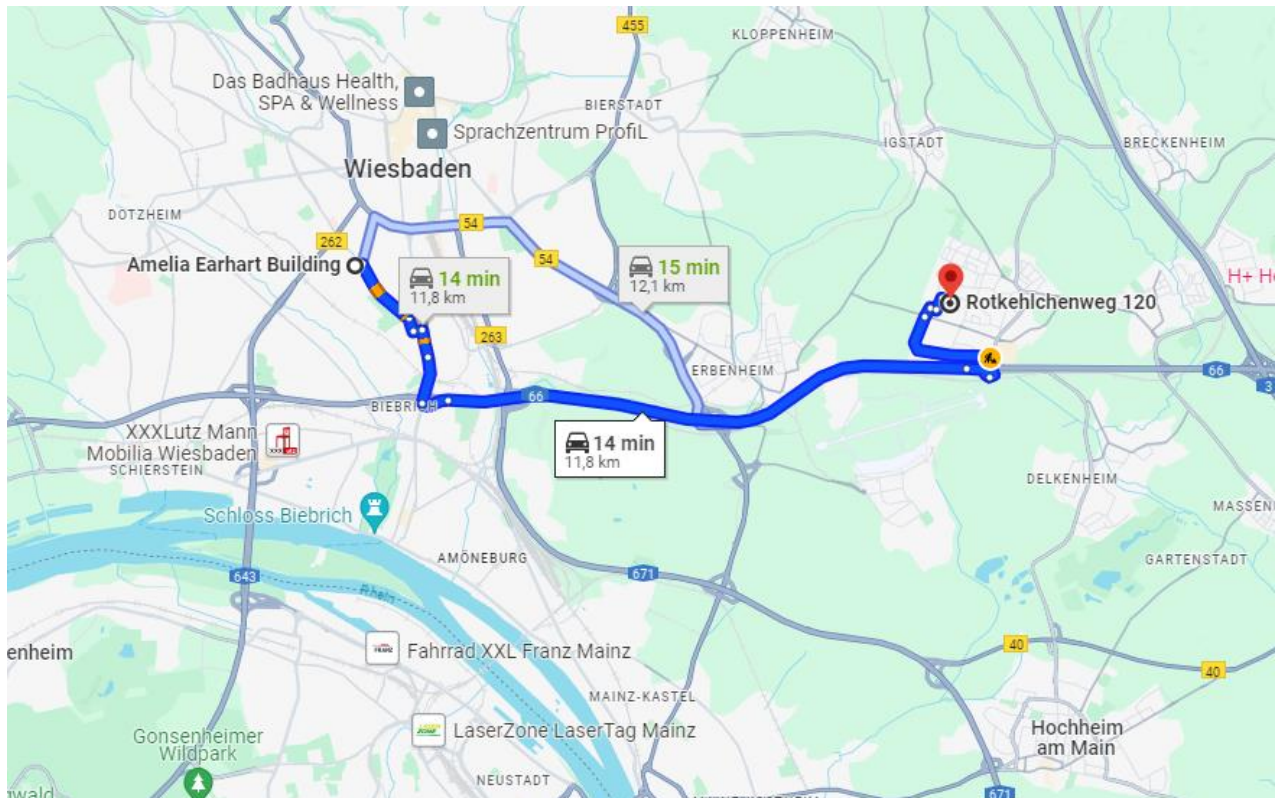 455
KLOPPENHEIM
Das Badhaus Health,
SPA & Wellness
BIERSTADT
Sprachzentrum ProfiL
IGSTADT
BRECKENHEIM
Wiesbaden
DOTZHEIM
54
262
54
Amelia Earhart Building
14 min
11,8 km
15 min
12,1 km
H+ Ho
Rotkehlchenweg 120
263
ERBENHEIM
66
66
3
BIEBRICH
XXXLutz Mann
Mobilia Wiesbaden
SCHIERSTEIN
14 min
11,8 km
DELKENHEIM
MASSEN
Schloss Biebrich
AMÖNEBURG
GARTENSTADT
643
671
Rhein
enheim
Fahrrad XXL Franz Mainz
40
40
MAINZ-KASTEL
LaserZone LaserTag Mainz
Hochheim
am Main
Gonsenheimer
Wildpark
NEUSTADT
671